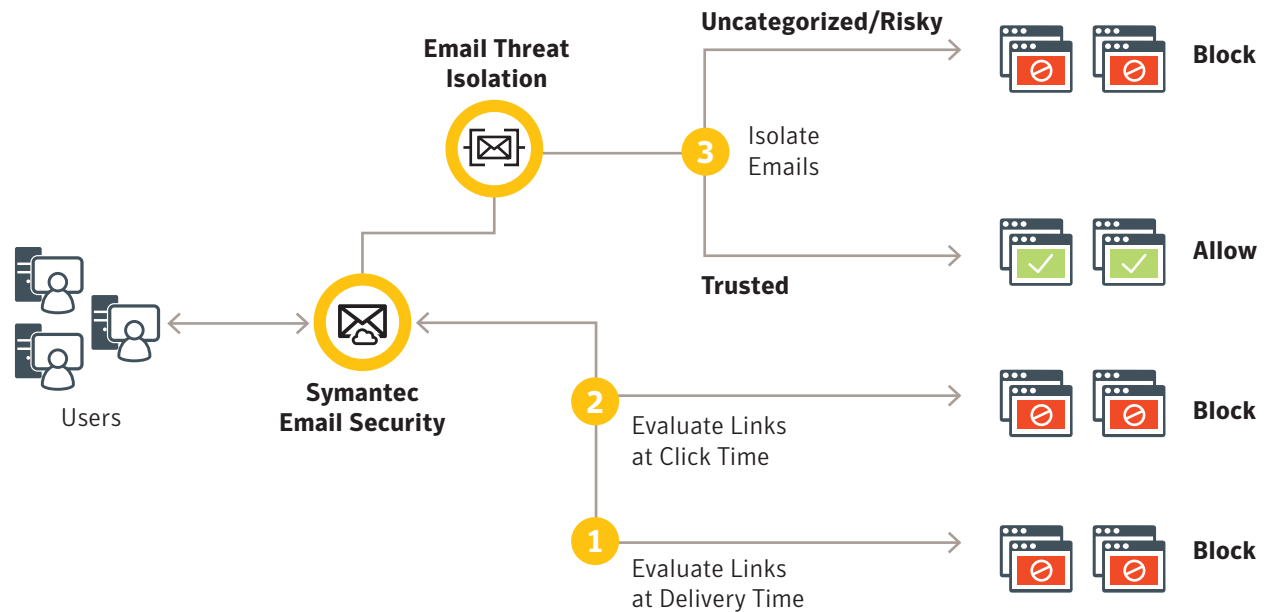 Uncategorized/Risky
Email Threat
Isolation
Block
3
Isolate
Emails
Allow
Trusted
Users
Symantec
Email Security
2
Evaluate Links
at Click Time
Block
1
Evaluate Links
at Delivery Time
Block